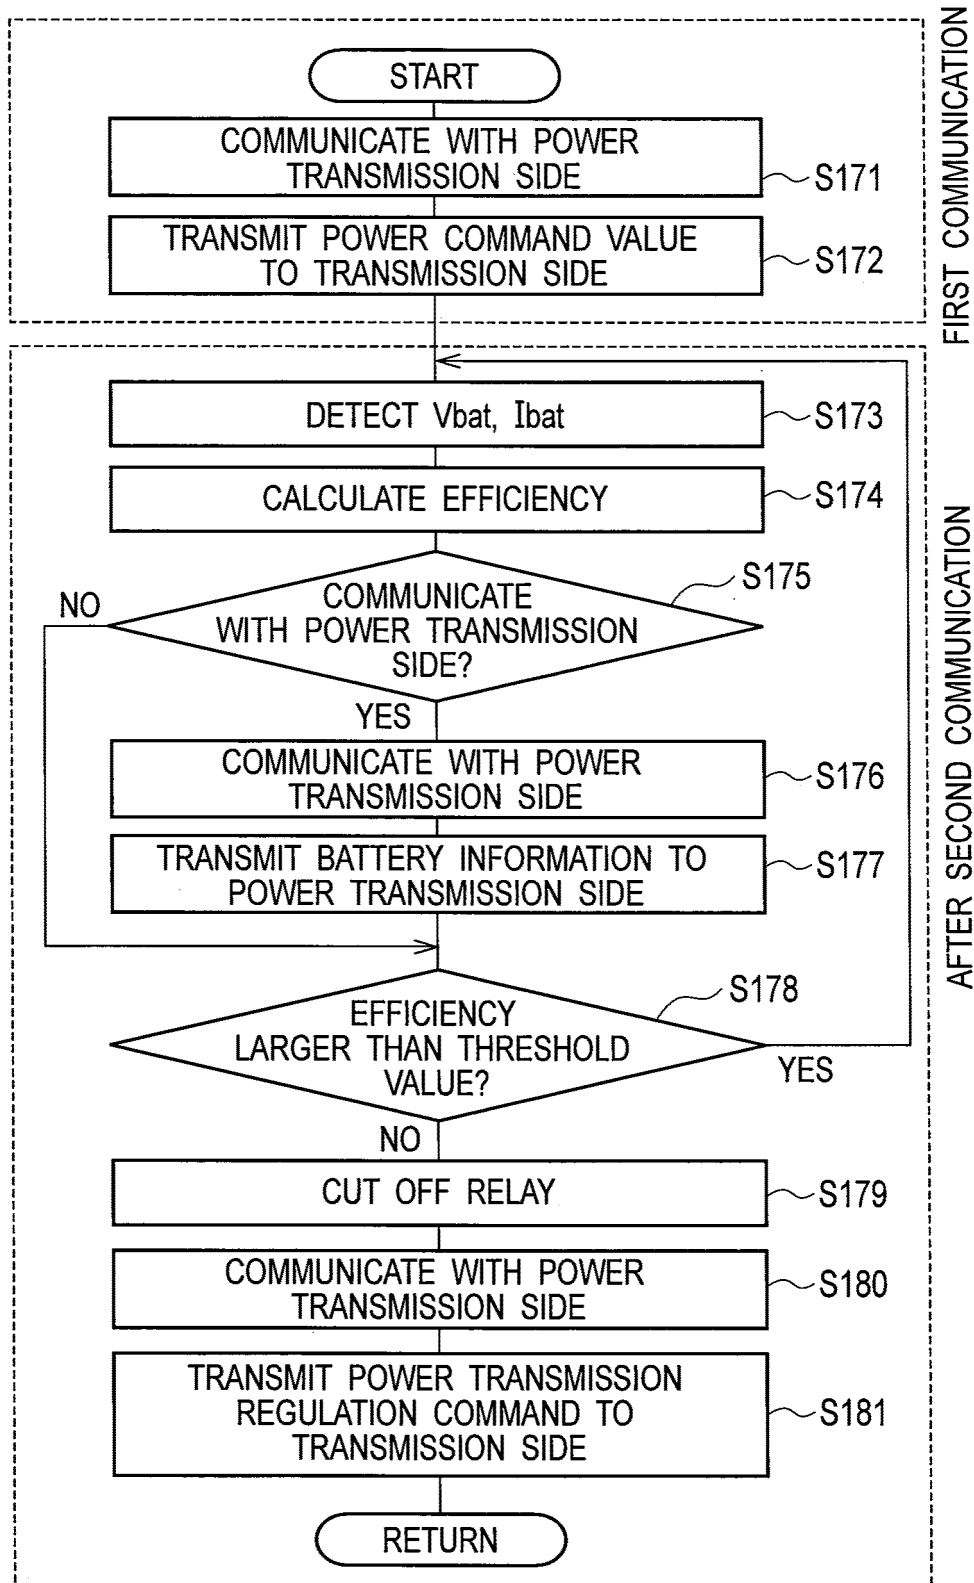 START
COMMUNICATE WITH POWER
TRANSMISSION SIDE
S171
TRANSMIT POWER COMMAND VALUE
TO TRANSMISSION SIDE
S172
FIRST COMMUNICATION
DETECT Vbat, Ibat
S173
CALCULATE EFFICIENCY
S174
S175
NO
COMMUNICATE
WITH POWER TRANSMISSION
SIDE?
YES
COMMUNICATE WITH POWER
TRANSMISSION SIDE
S176
TRANSMIT BATTERY INFORMATION TO
POWER TRANSMISSION SIDE
S177
AFTER SECOND COMMUNICATION
S178
EFFICIENCY
LARGER THAN THRESHOLD
VALUE?
YES
NO
CUT OFF RELAY
S179
COMMUNICATE WITH POWER
TRANSMISSION SIDE
S180
TRANSMIT POWER TRANSMISSION
REGULATION COMMAND TO
TRANSMISSION SIDE
S181
RETURN